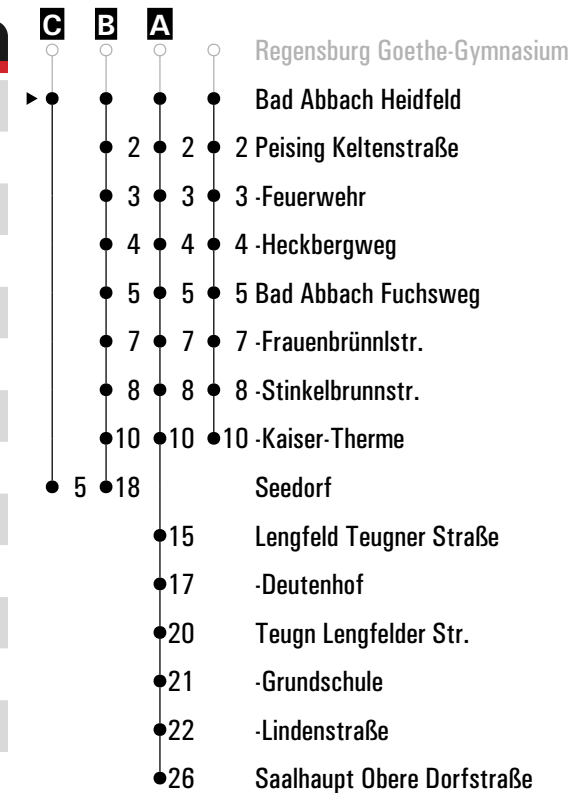 C B A
Regensburg Goethe-Gymnasium
Bad Abbach Heidfeld
2 2 2 Peising Keltenstraße
3 3 3 -Feuerwehr
4 4 4 -Heckbergweg
5 5 5 Bad Abbach Fuchsweg
7 7 7 -Frauenbrünnlstr.
8 8 8 -Stinkelbrunnstr.
10 10 10 -Kaiser-Therme
5 18 Seedorf
15 Lengfeld Teugner Straße
17 -Deutenhof
20 Teugn Lengfelder Str.
21 -Grundschule
22 -Lindenstraße
26 Saalhaupt Obere Dorfstraße